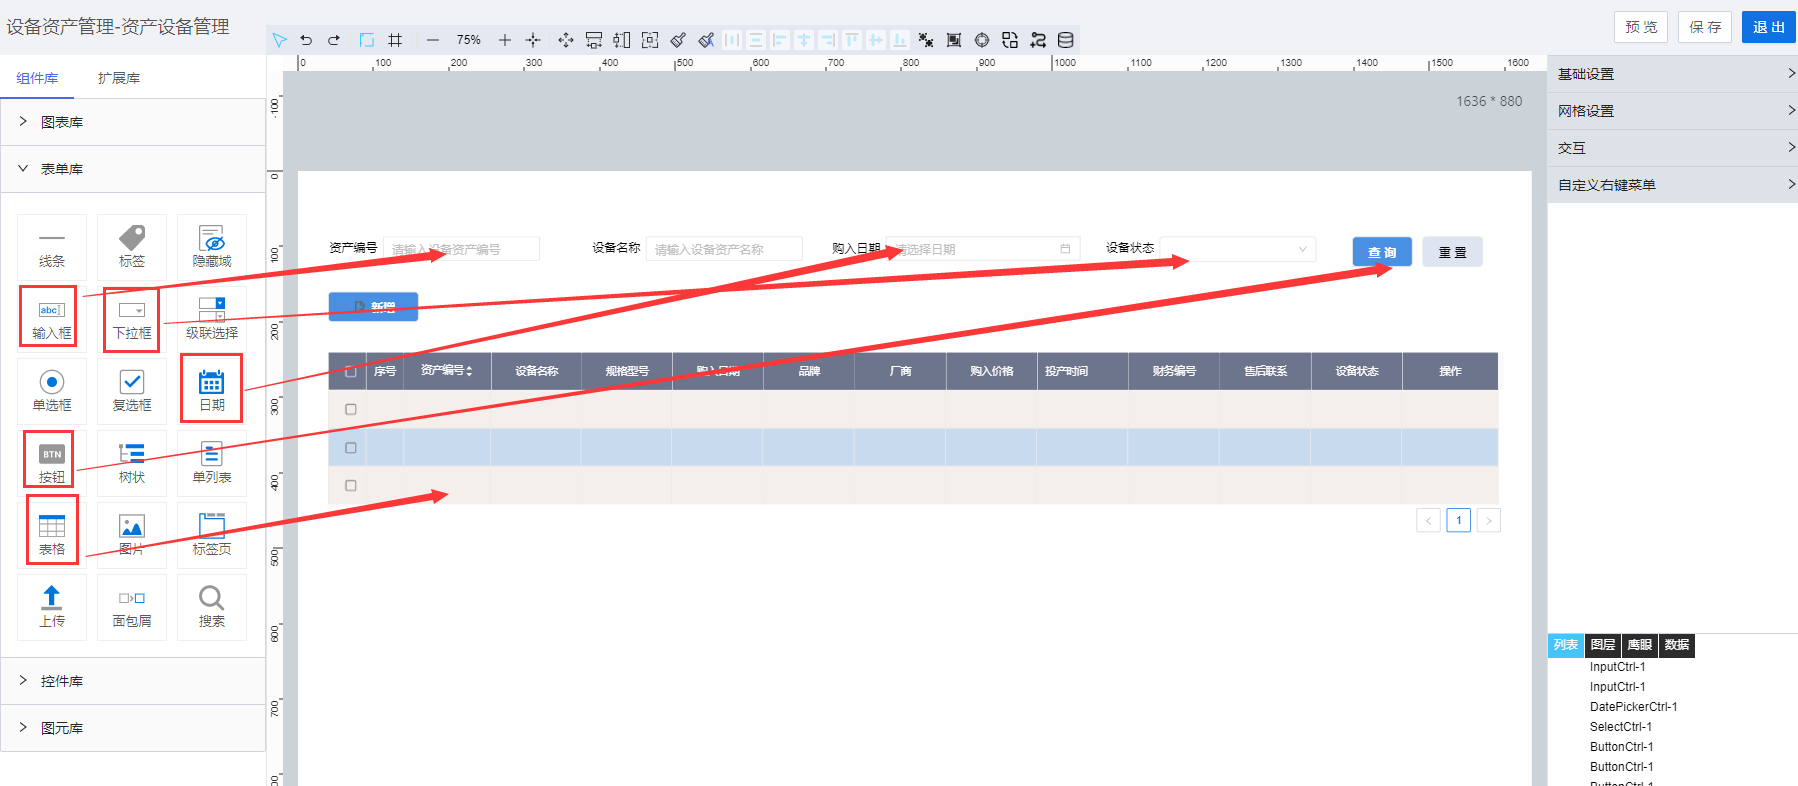 设备资产管理-资产设备管理
75%
预 览
保 存
退 出
组件库
扩展库
图表库
表单库
线条
标签
隐藏域
abc
输入框
下拉框
级联选择
单选框
复选框
日期
BTN
按钮
树状
单列表
表格
图片
标签页
上传
面包屑
搜索
控件库
图元库
0 100 200 300 400 500 600 700 800 900 1000 1100 1200 1300 1400 1500 1600
-100
0
100
200
300
400
500
600
700
1636 * 880
资产编号
请输入设备资产编号
设备名称
请输入设备资产名称
购入日期
请选择日期
设备状态
查 询
重 置
新增
序号
资产编号
设备名称
规格型号
购入日期
品牌
厂商
购入价格
投产时间
财务编号
售后联系
设备状态
操作
1
基础设置
网格设置
交互
自定义右键菜单
列表
图层
鹰眼
数据
InputCtrl-1
InputCtrl-1
DatePickerCtrl-1
SelectCtrl-1
ButtonCtrl-1
ButtonCtrl-1